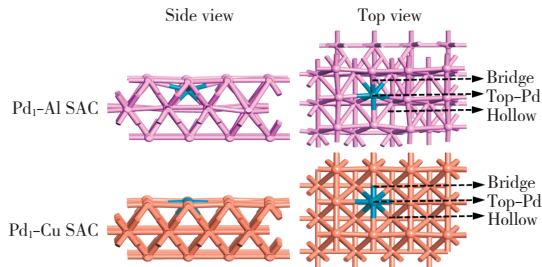 Side view
Top view
Pd₁–Al SAC
Bridge
Top–Pd
Hollow
Pd₁–Cu SAC
Bridge
Top–Pd
Hollow